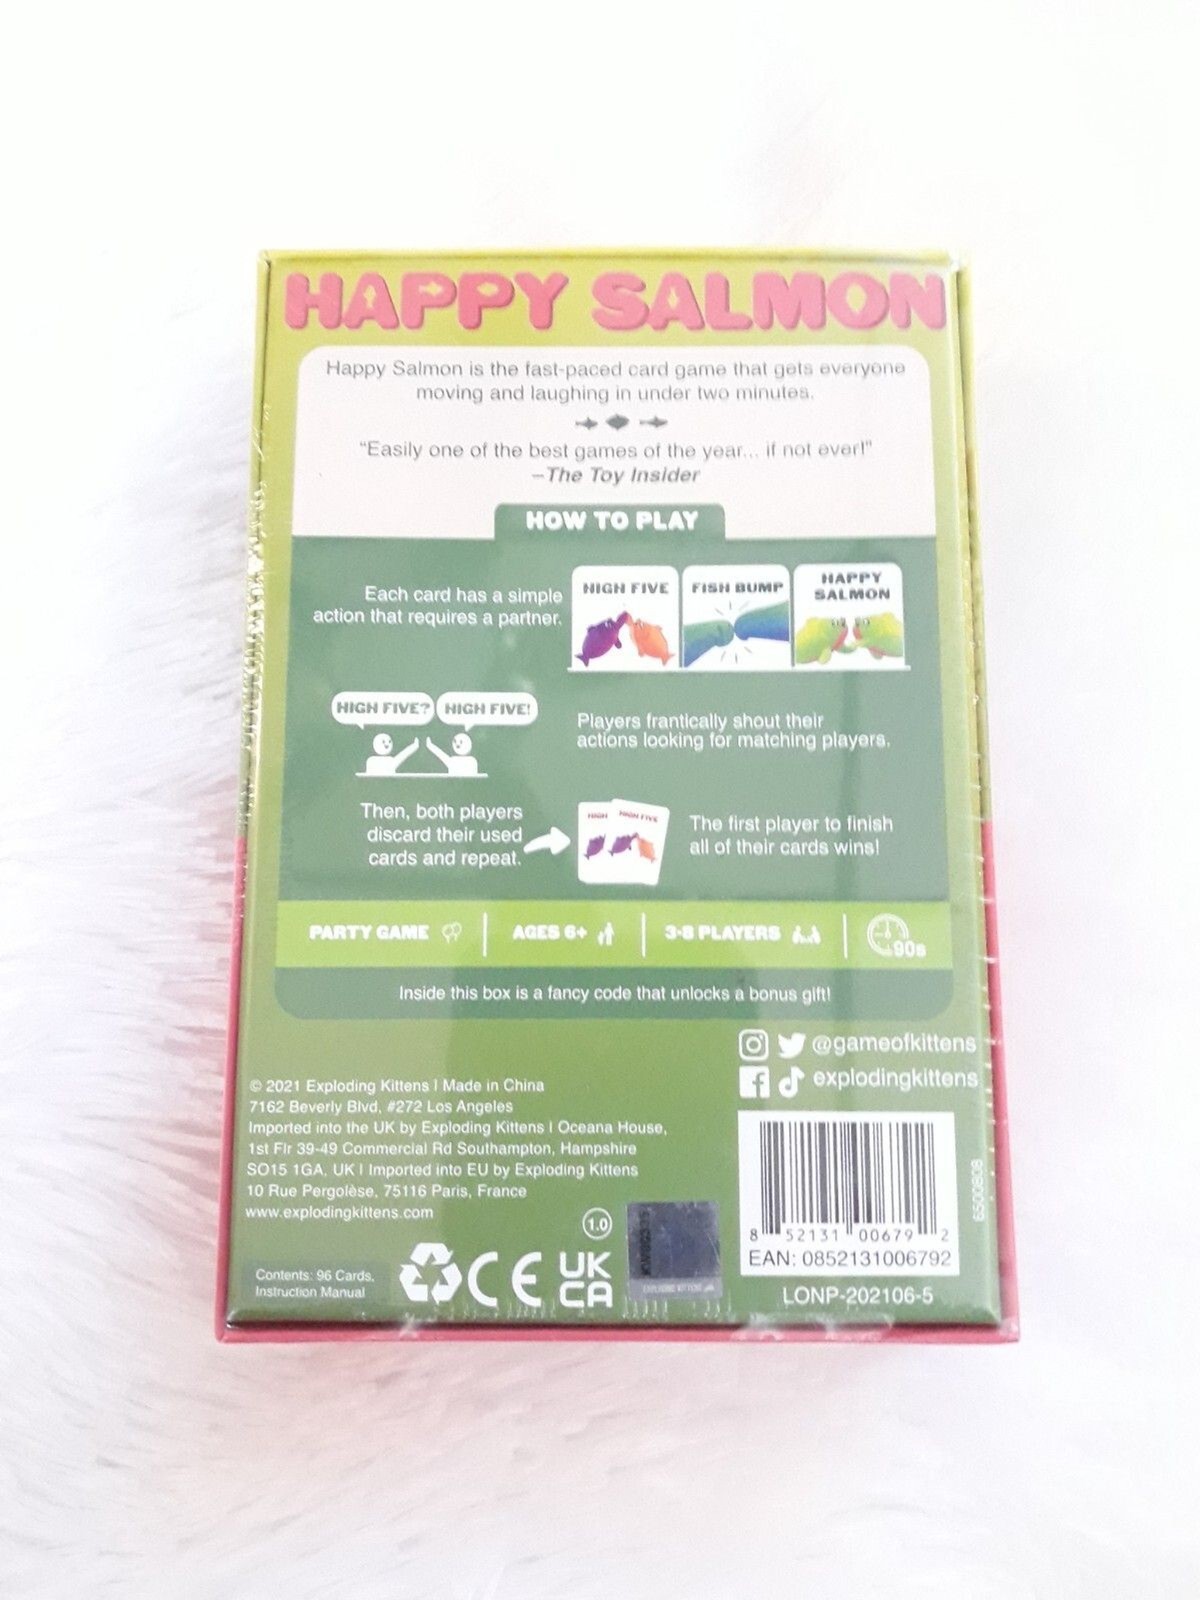 HAPPY SALMON
Happy Salmon is the fast-paced card game that gets everyone
moving and laughing in under two minutes.
"Easily one of the best games of the year... if not ever!"
–The Toy Insider
HOW TO PLAY
Each card has a simple
action that requires a partner.
HIGH FIVE
FISH BUMP
HAPPY
SALMON
HIGH FIVE?
HIGH FIVE!
Players frantically shout their
actions looking for matching players.
Then, both players
discard their used
cards and repeat.
HIGH
HIGH FIVE
The first player to finish
all of their cards wins!
PARTY GAME
AGES 6+
3-8 PLAYERS
90s
Inside this box is a fancy code that unlocks a bonus gift!
@gameofkittens
explodingkittens
© 2021 Exploding Kittens | Made in China
7162 Beverly Blvd, #272 Los Angeles
Imported into the UK by Exploding Kittens | Oceana House,
1st Flr 39-49 Commercial Rd Southampton, Hampshire
SO15 1GA, UK | Imported into EU by Exploding Kittens
10 Rue Pergolèse, 75116 Paris, France
www.explodingkittens.com
1.0
Contents: 96 Cards,
Instruction Manual
CE
UK
CA
8 52131 00679 2
EAN: 0852131006792
LONP-202106-5
6500808